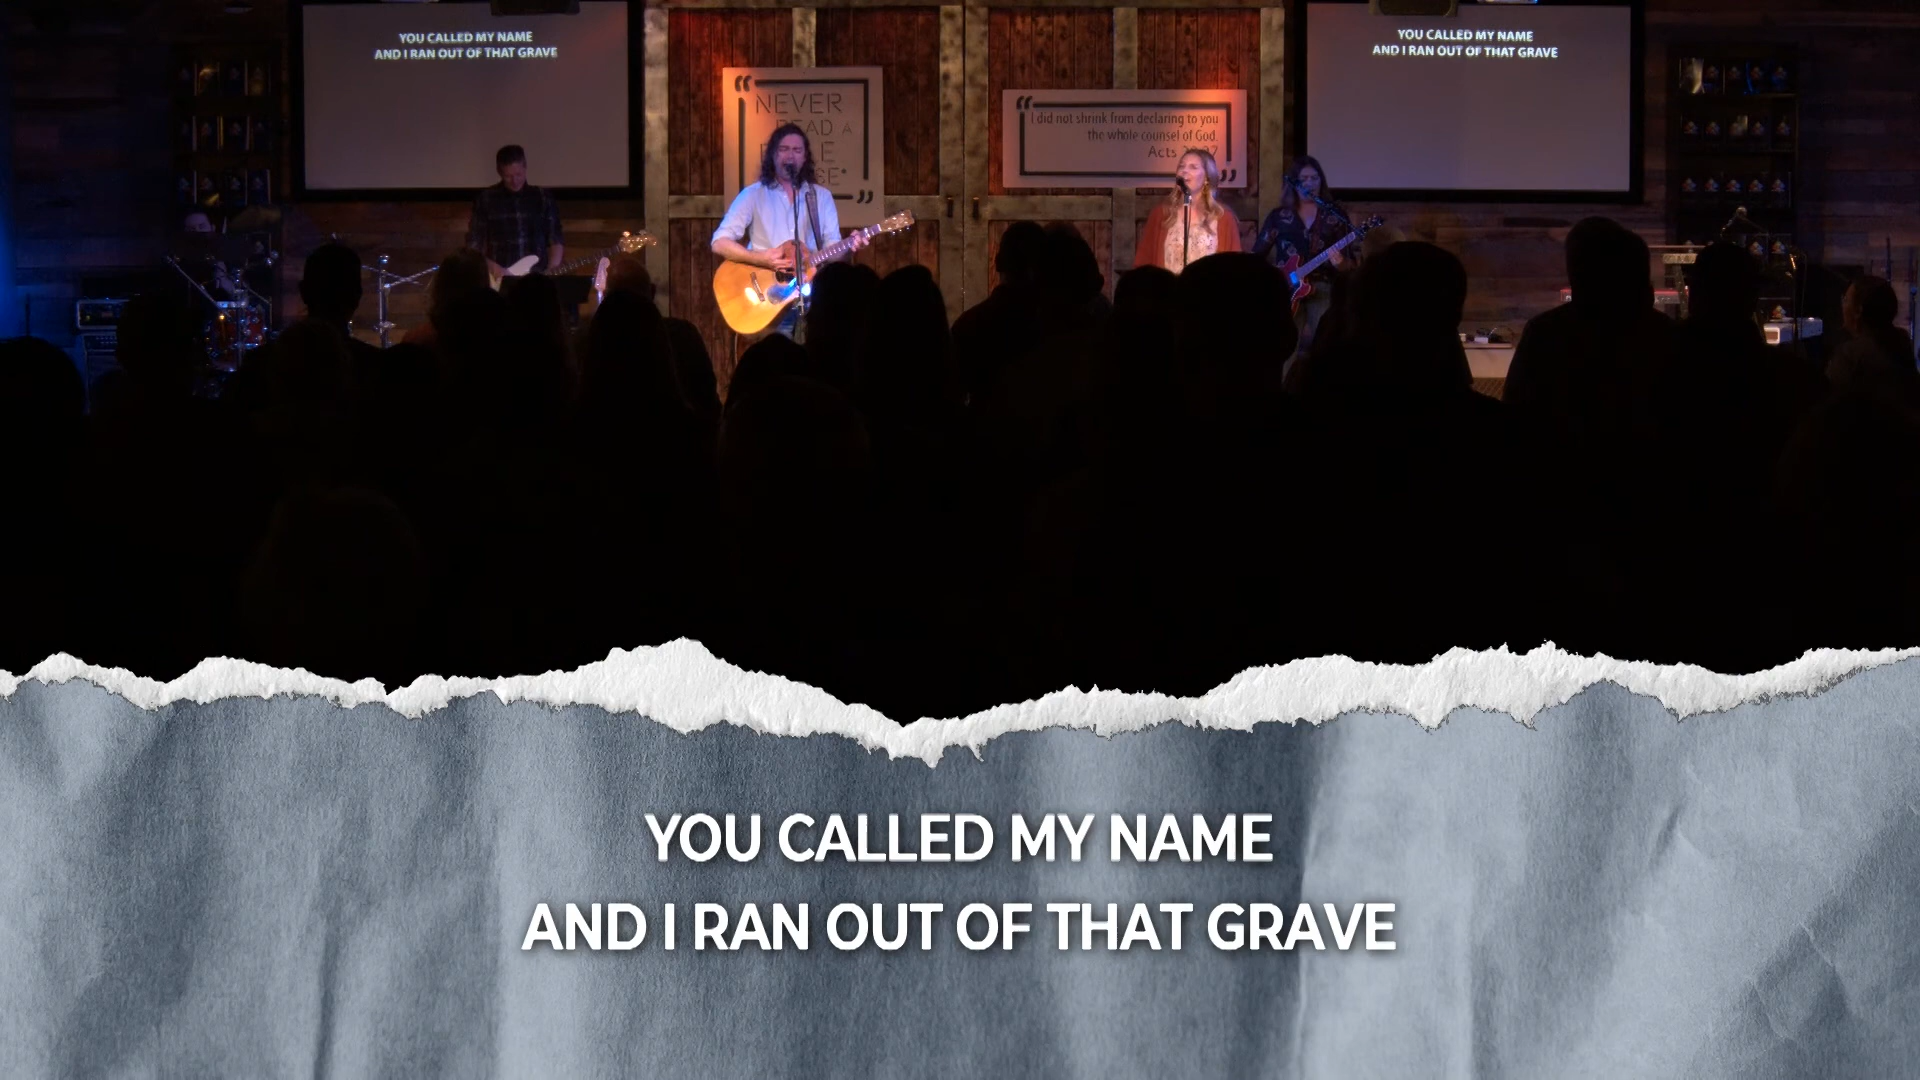 YOU CALLED MY NAME
AND I RAN OUT OF THAT GRAVE
YOU CALLED MY NAME
AND I RAN OUT OF THAT GRAVE
“ NEVER
READ A
E
SE* ”
“ I did not shrink from declaring to you
the whole counsel of God.
Acts ”
YOU CALLED MY NAME
AND I RAN OUT OF THAT GRAVE